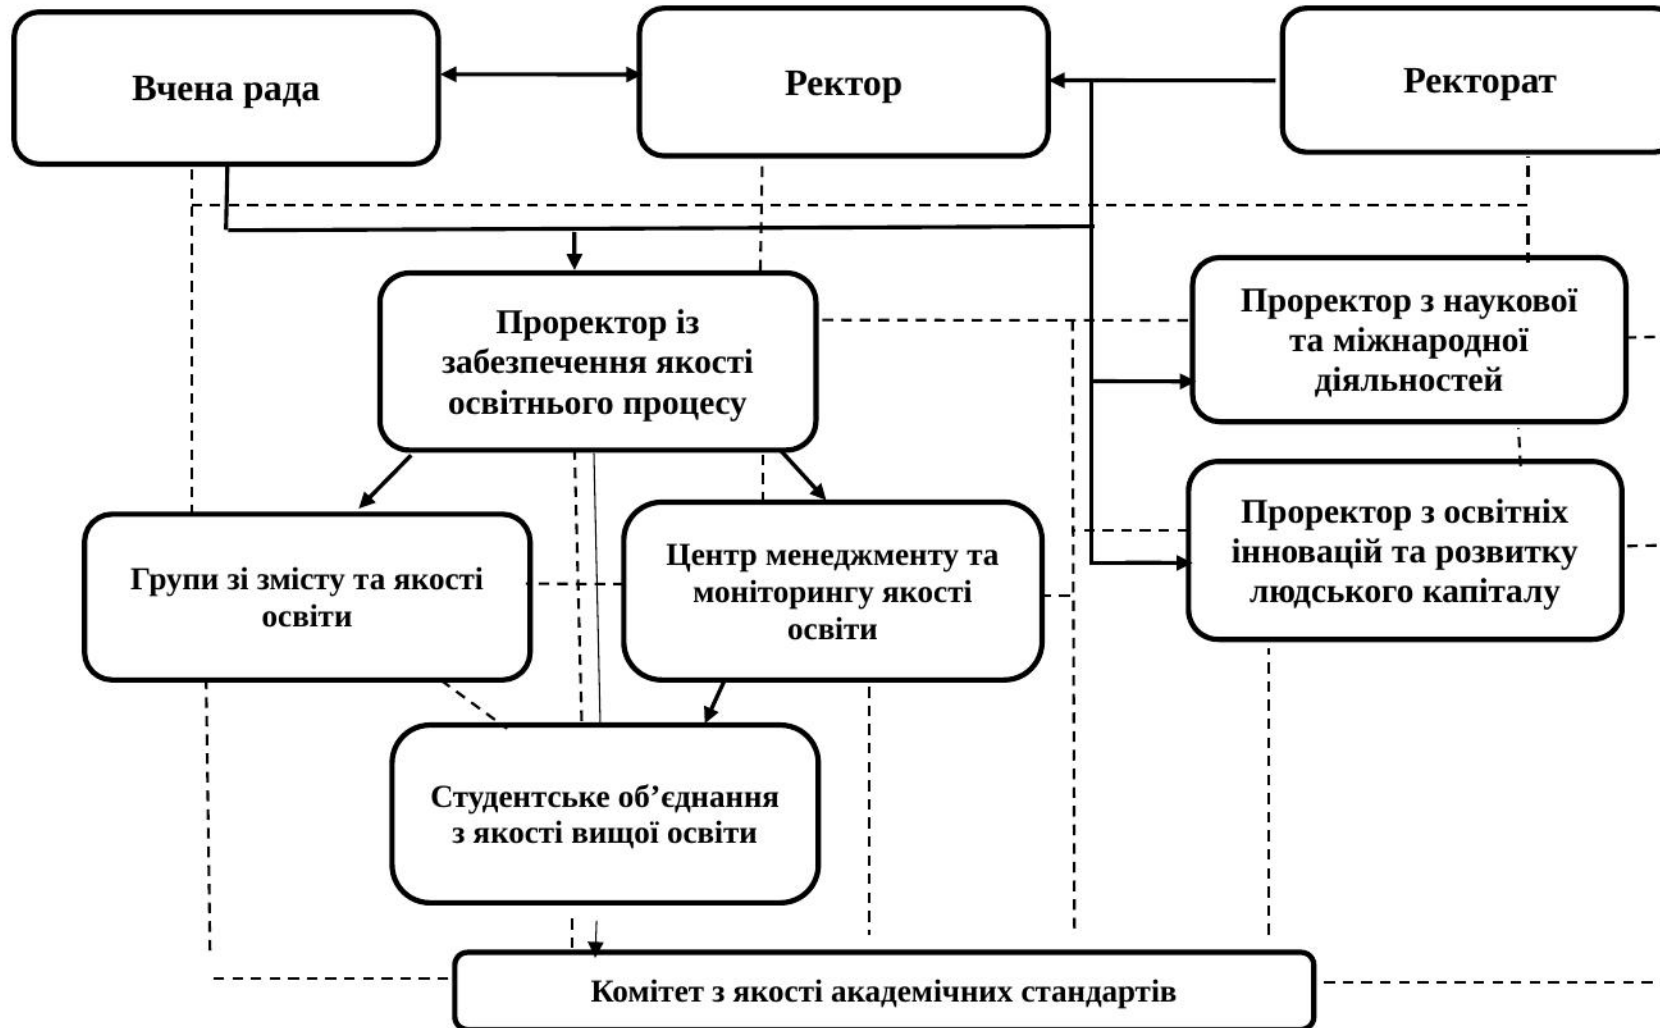 Вчена рада
Ректор
Ректорат
Проректор із
забезпечення якості
освітнього процесу
Проректор з наукової
та міжнародної
діяльностей
Групи зі змісту та якості
освіти
Центр менеджменту та
моніторингу якості
освіти
Проректор з освітніх
інновацій та розвитку
людського капіталу
Студентське об’єднання
з якості вищої освіти
Комітет з якості академічних стандартів